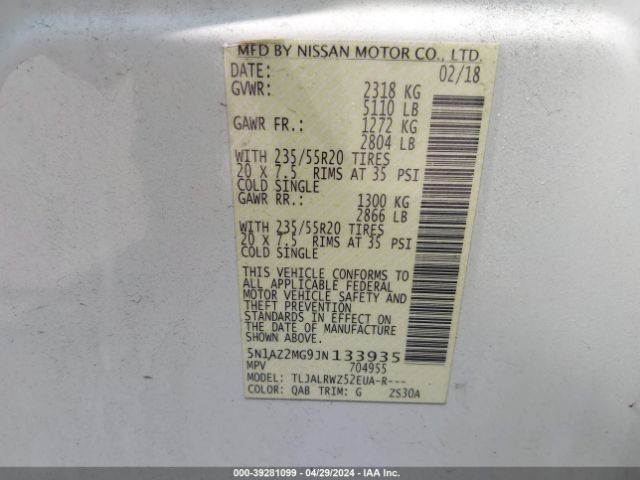 MFD BY NISSAN MOTOR CO., LTD.
DATE: 02/18
GVWR: 2318 KG
5110 LB
GAWR FR.: 1272 KG
2804 LB
WITH 235/55R20 TIRES
20 X 7.5 RIMS AT 35 PSI
COLD SINGLE
GAWR RR.: 1300 KG
2866 LB
WITH 235/55R20 TIRES
20 X 7.5 RIMS AT 35 PSI
COLD SINGLE
THIS VEHICLE CONFORMS TO
ALL APPLICABLE FEDERAL
MOTOR VEHICLE SAFETY AND
THEFT PREVENTION
STANDARDS IN EFFECT ON
THE DATE OF MANUFACTURE
SHOWN ABOVE.
5N1AZ2MG9JN133935
MPV 704955
MODEL: TLJALRWZ52EUA-R---
COLOR: QAB TRIM: G ZS30A
000-39281099 - 04/29/2024 - IAA Inc.